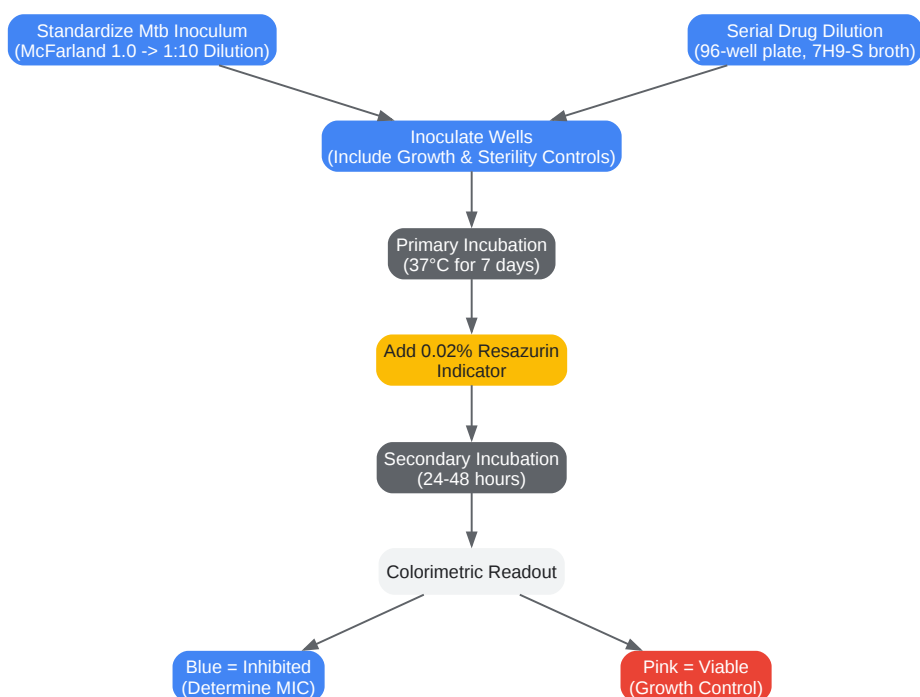 Standardize Mtb Inoculum
(McFarland 1.0 -> 1:10 Dilution)
Serial Drug Dilution
(96-well plate, 7H9-S broth)
Inoculate Wells
(Include Growth & Sterility Controls)
Primary Incubation
(37°C for 7 days)
Add 0.02% Resazurin
Indicator
Secondary Incubation
(24-48 hours)
Colorimetric Readout
Blue = Inhibited
(Determine MIC)
Pink = Viable
(Growth Control)